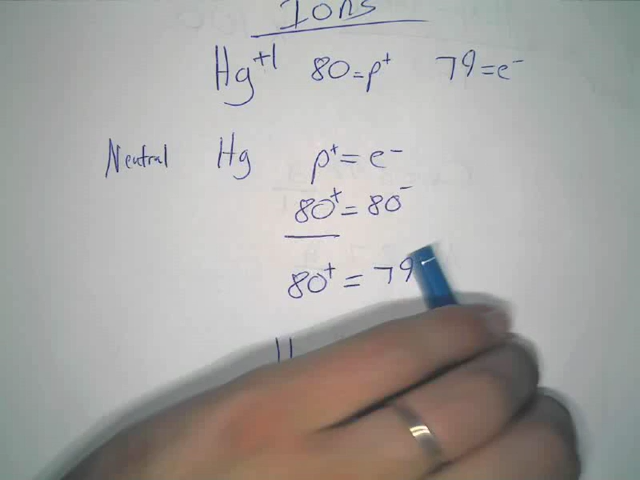 Ions
Hg⁺¹ 80=p⁺ 79=e⁻
Neutral Hg p⁺=e⁻
80⁺=80⁻
80⁺=79⁻